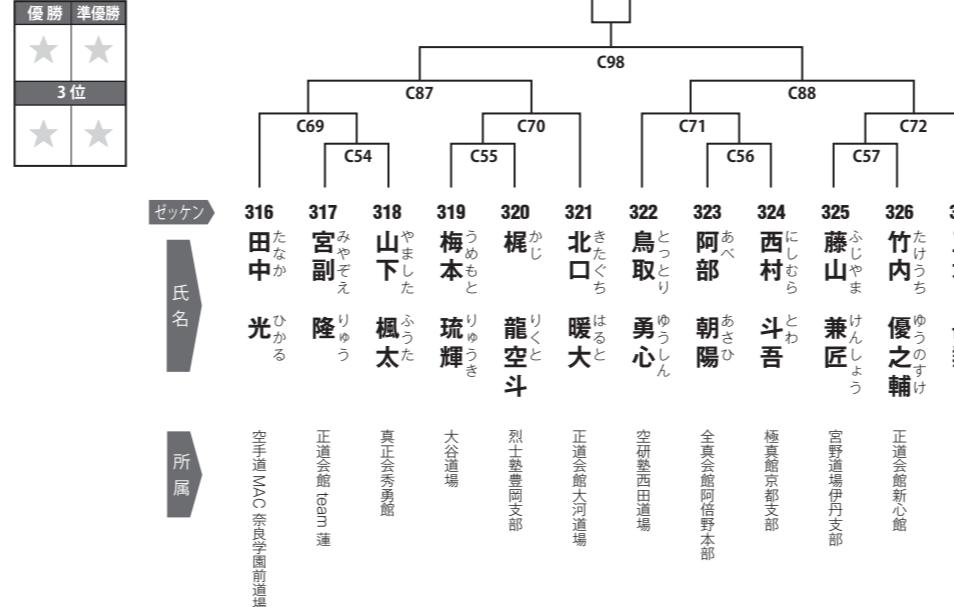 優勝 準優勝
3位
C98
C87 C88
C69 C70 C71 C72
C54 C55 C56 C57
ゼッケン 316 317 318 319 320 321 322 323 324 325 326
氏名
田中 光
たなか ひかる
宮副 隆
みやぞえ りゅう
山下 楓太
やました ふうた
梅本 琉輝
うめもと りゅうき
梶 龍空斗
かじ りくと
北口 暖大
きたぐち はると
鳥取 勇心
とっとり ゆうしん
阿部 朝陽
あべ あさひ
西村 斗吾
にしむら とわ
藤山 兼匠
ふじやま けんしょう
竹内 優之輔
たけうち ゆうのすけ
所属
空手道 MAC 奈良学園前道場
正道会館 team 蓮
真正会秀勇館
大谷道場
烈士塾豊岡支部
正道会館大河道場
空研塾西田道場
全真会館阿倍野本部
極真館京都支部
宮野道場伊丹支部
正道会館新心館